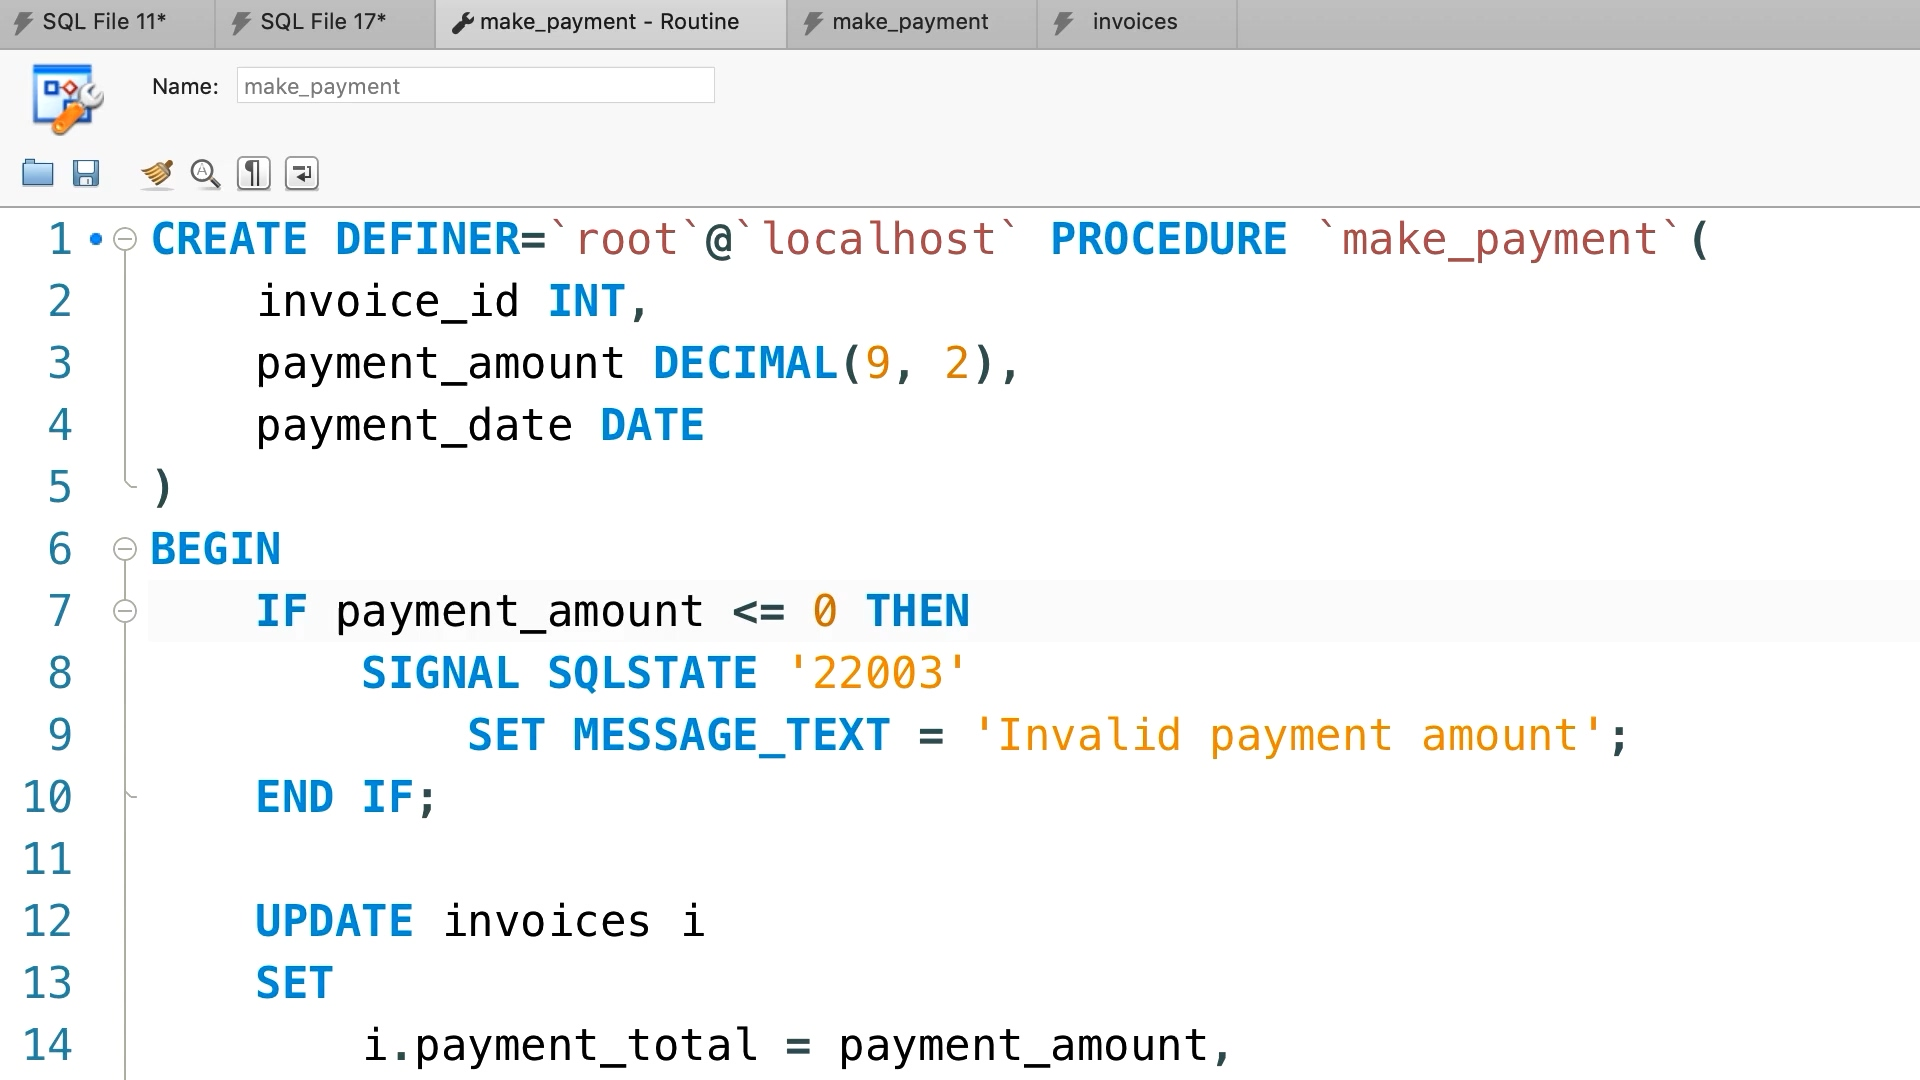 SQL File 11*
SQL File 17*
make_payment - Routine
make_payment
invoices
Name: make_payment
1 CREATE DEFINER=`root`@`localhost` PROCEDURE `make_payment`(
2     invoice_id INT,
3     payment_amount DECIMAL(9, 2),
4     payment_date DATE
5 )
6 BEGIN
7     IF payment_amount <= 0 THEN
8         SIGNAL SQLSTATE '22003'
9             SET MESSAGE_TEXT = 'Invalid payment amount';
10     END IF;
11
12     UPDATE invoices i
13     SET
14         i.payment_total = payment_amount,